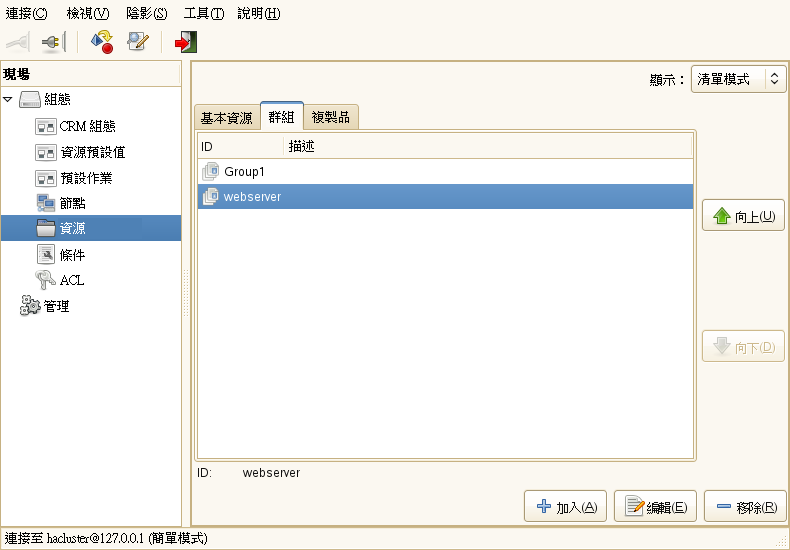 連接(C) 檢視(V) 陰影(S) 工具(T) 說明(H)
現場
組態
CRM 組態
資源預設值
預設作業
節點
資源
條件
ACL
管理
顯示：
清單模式
基本資源 群組 複製品
ID 描述
Group1
webserver
向上(U)
向下(D)
ID: webserver
加入(A) 編輯(E) 移除(R)
連接至 hacluster@127.0.0.1 (簡單模式)